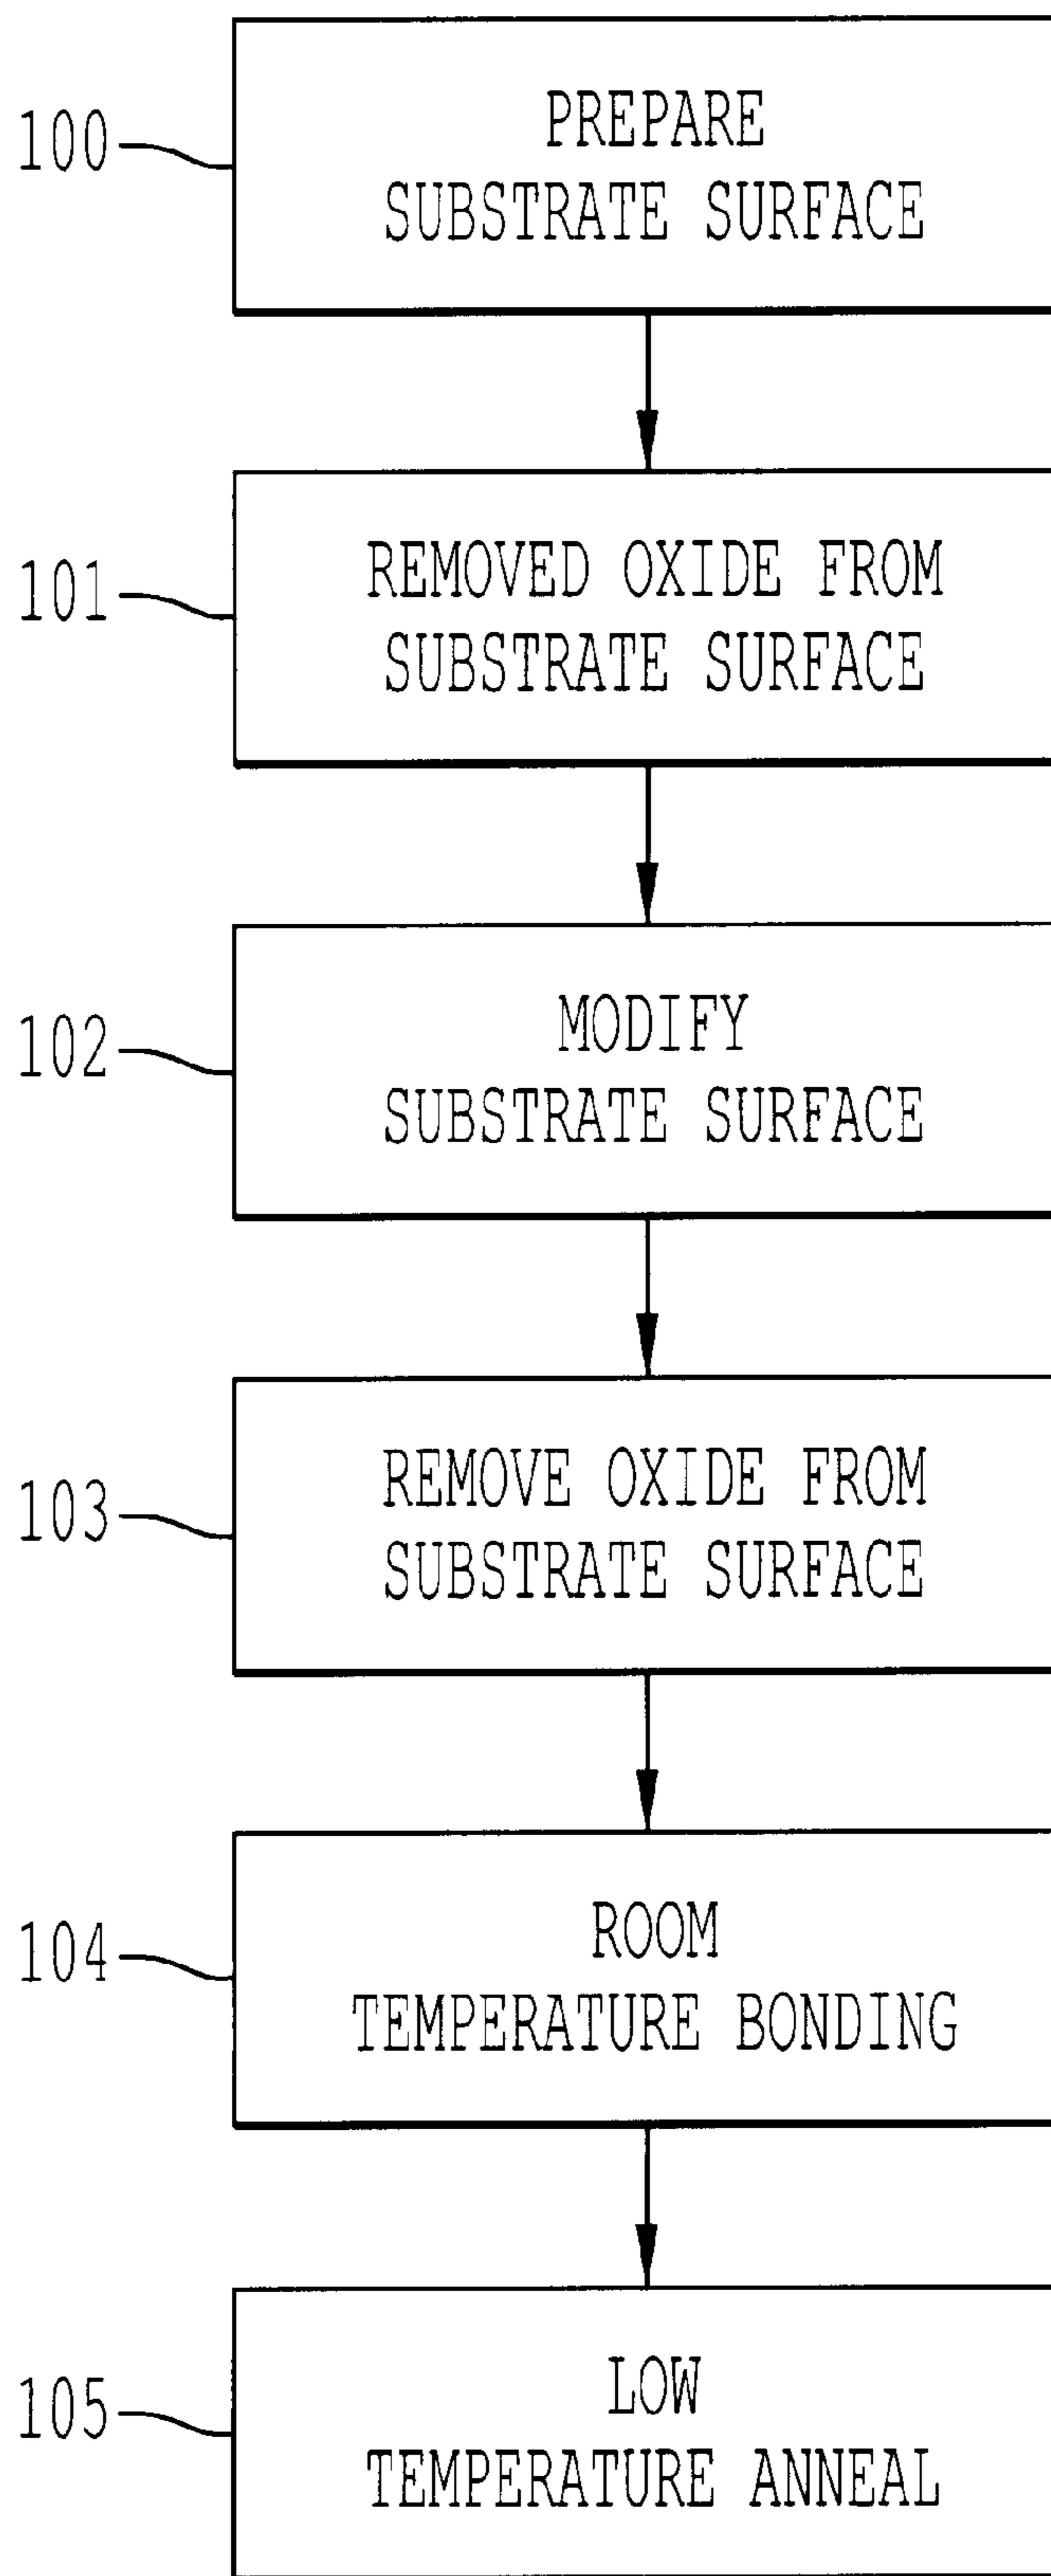 100
PREPARE
SUBSTRATE SURFACE
101
REMOVED OXIDE FROM
SUBSTRATE SURFACE
102
MODIFY
SUBSTRATE SURFACE
103
REMOVE OXIDE FROM
SUBSTRATE SURFACE
104
ROOM
TEMPERATURE BONDING
105
LOW
TEMPERATURE ANNEAL